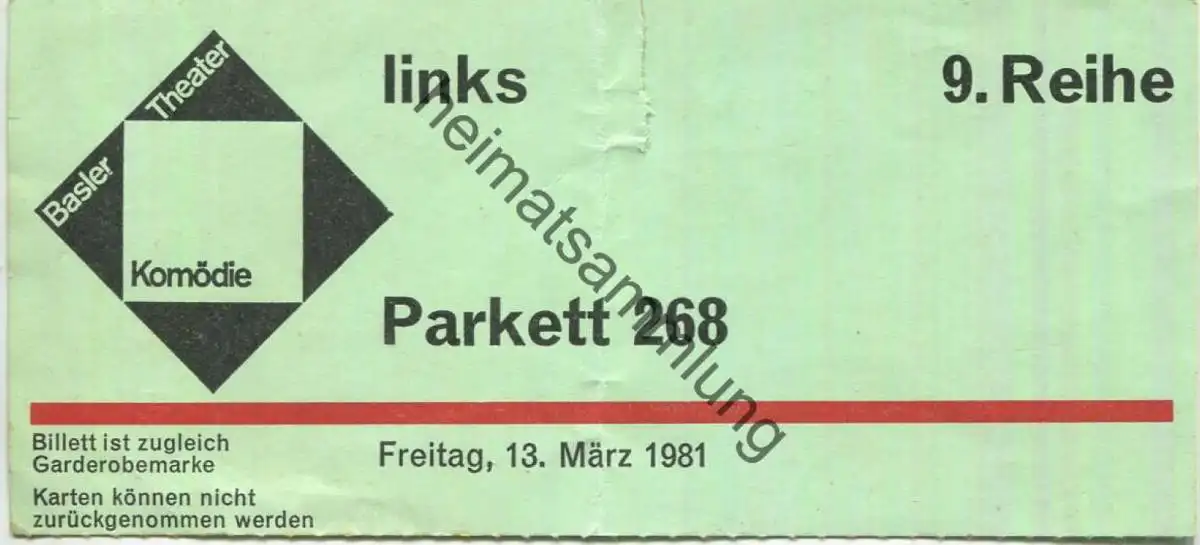 Basler Theater
Komödie
links
9. Reihe
Parkett 268
Billett ist zugleich
Garderobemarke
Karten können nicht
zurückgenommen werden
Freitag, 13. März 1981
heimatsammlung